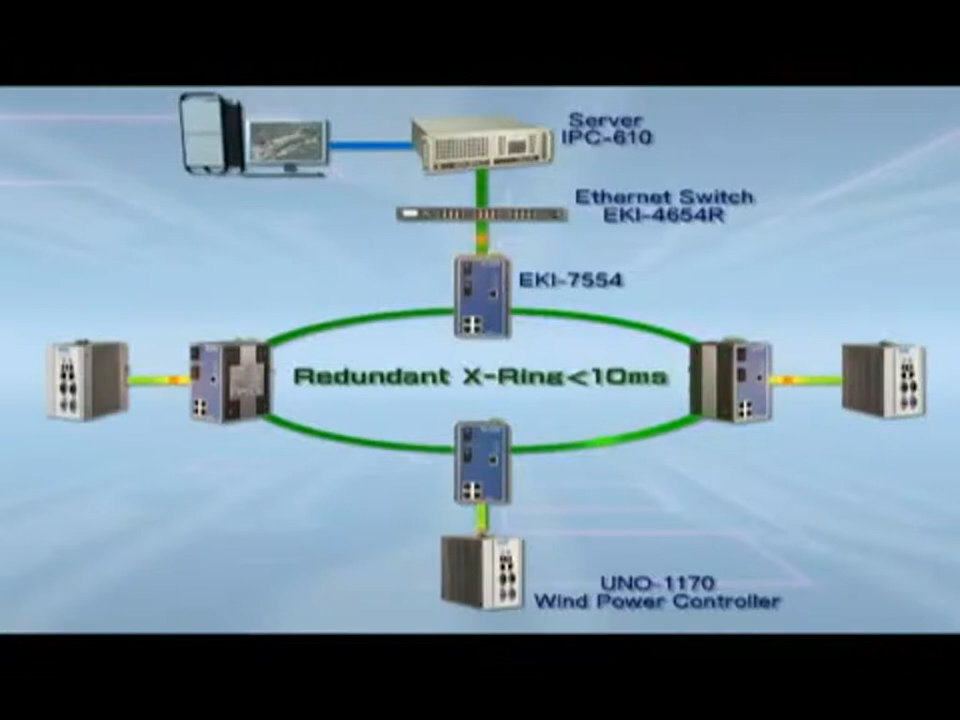 Server
IPC-610
Ethernet Switch
EKI-4654R
EKI-7554
Redundant X-Ring<10ms
UNO-1170
Wind Power Controller